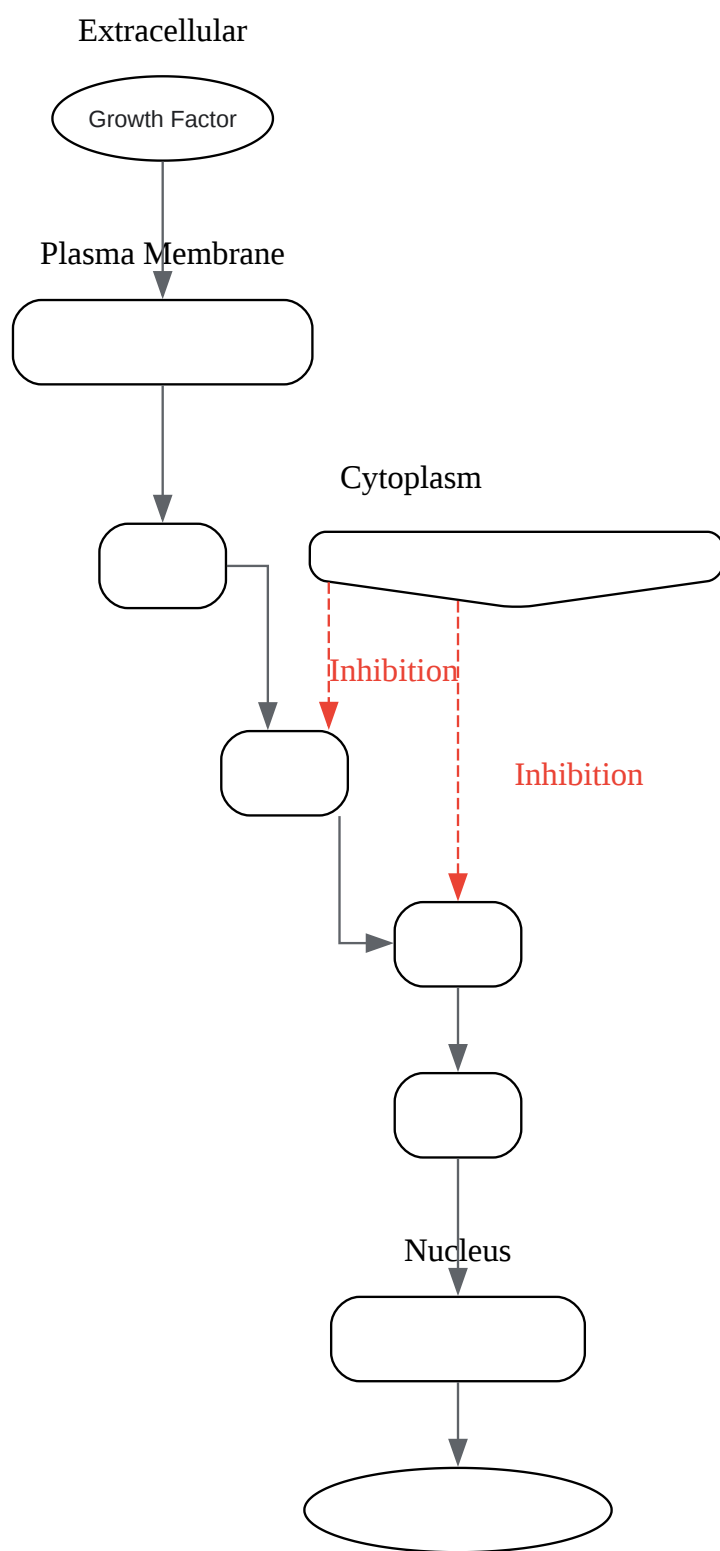 Extracellular
Growth Factor
Plasma Membrane
Cytoplasm
Inhibition
Inhibition
Nucleus